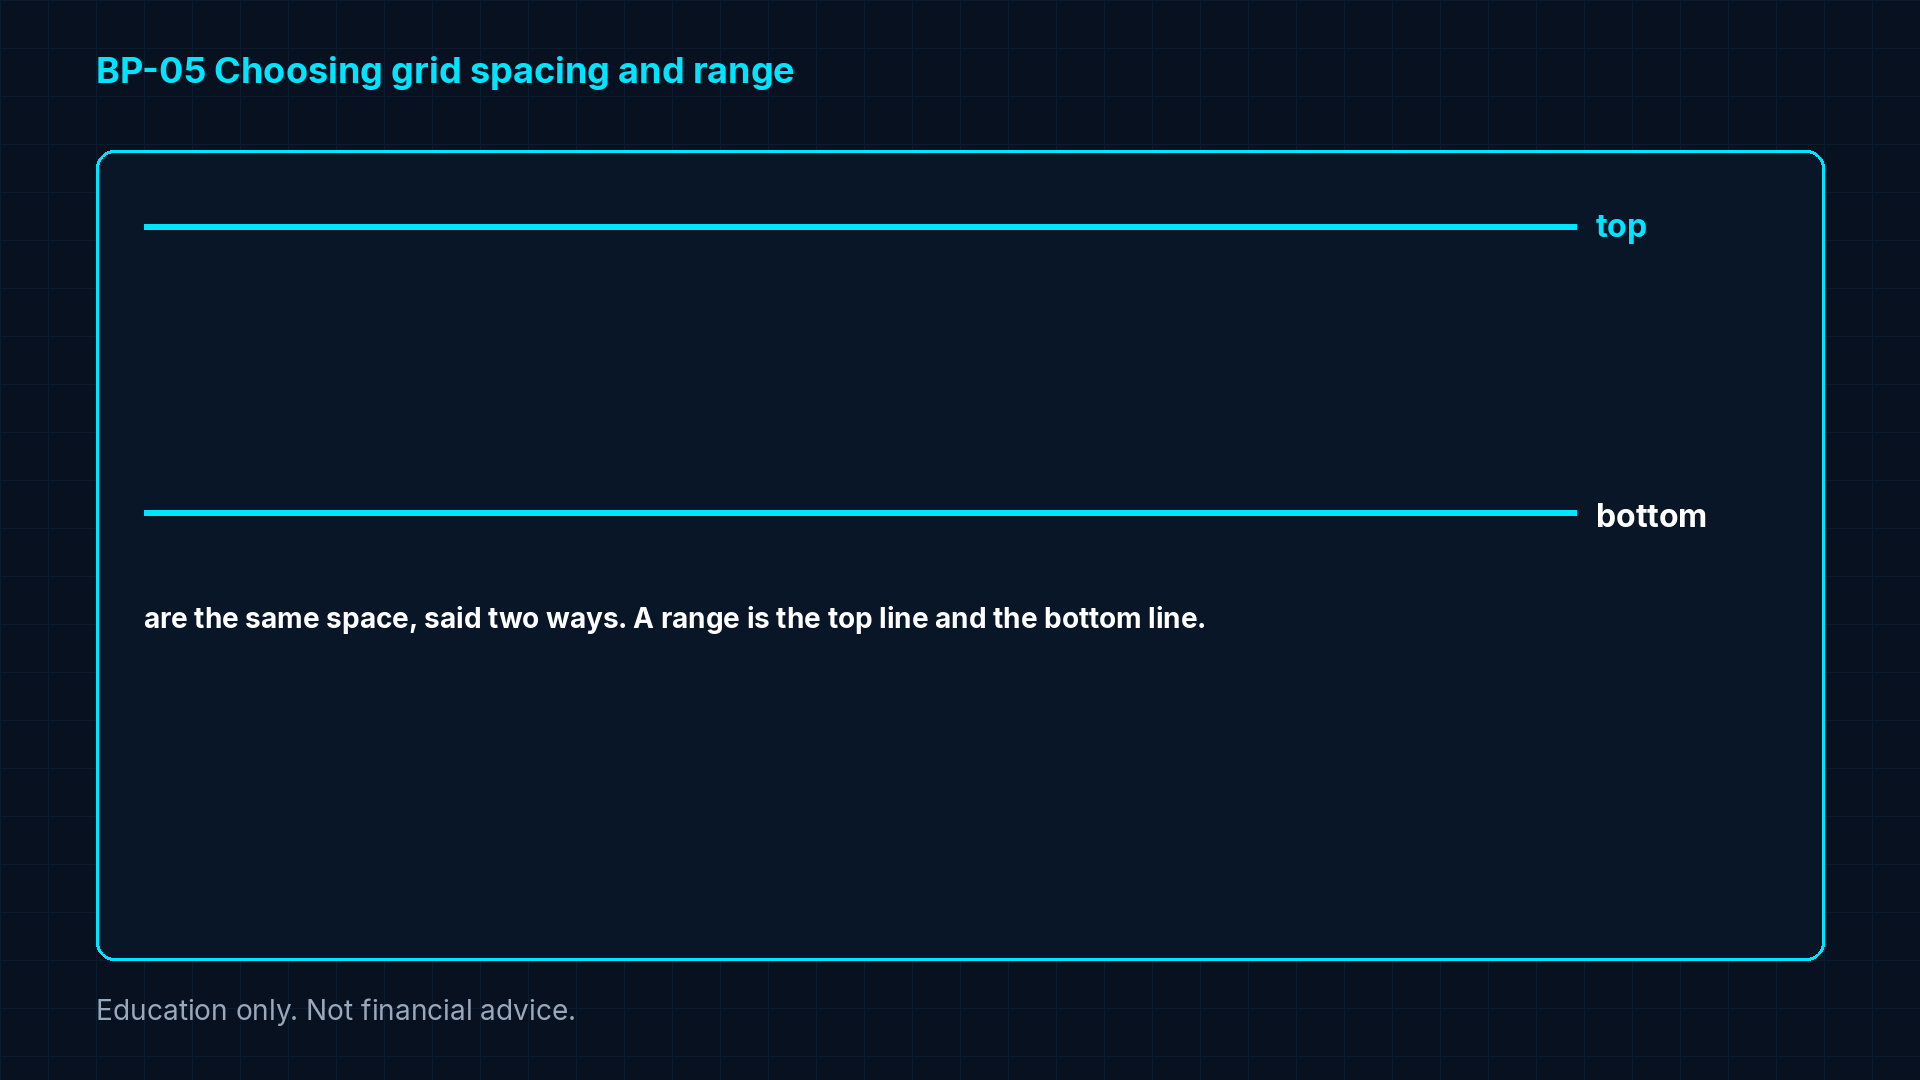 BP-05 Choosing grid spacing and range
top
bottom
are the same space, said two ways. A range is the top line and the bottom line.
Education only. Not financial advice.